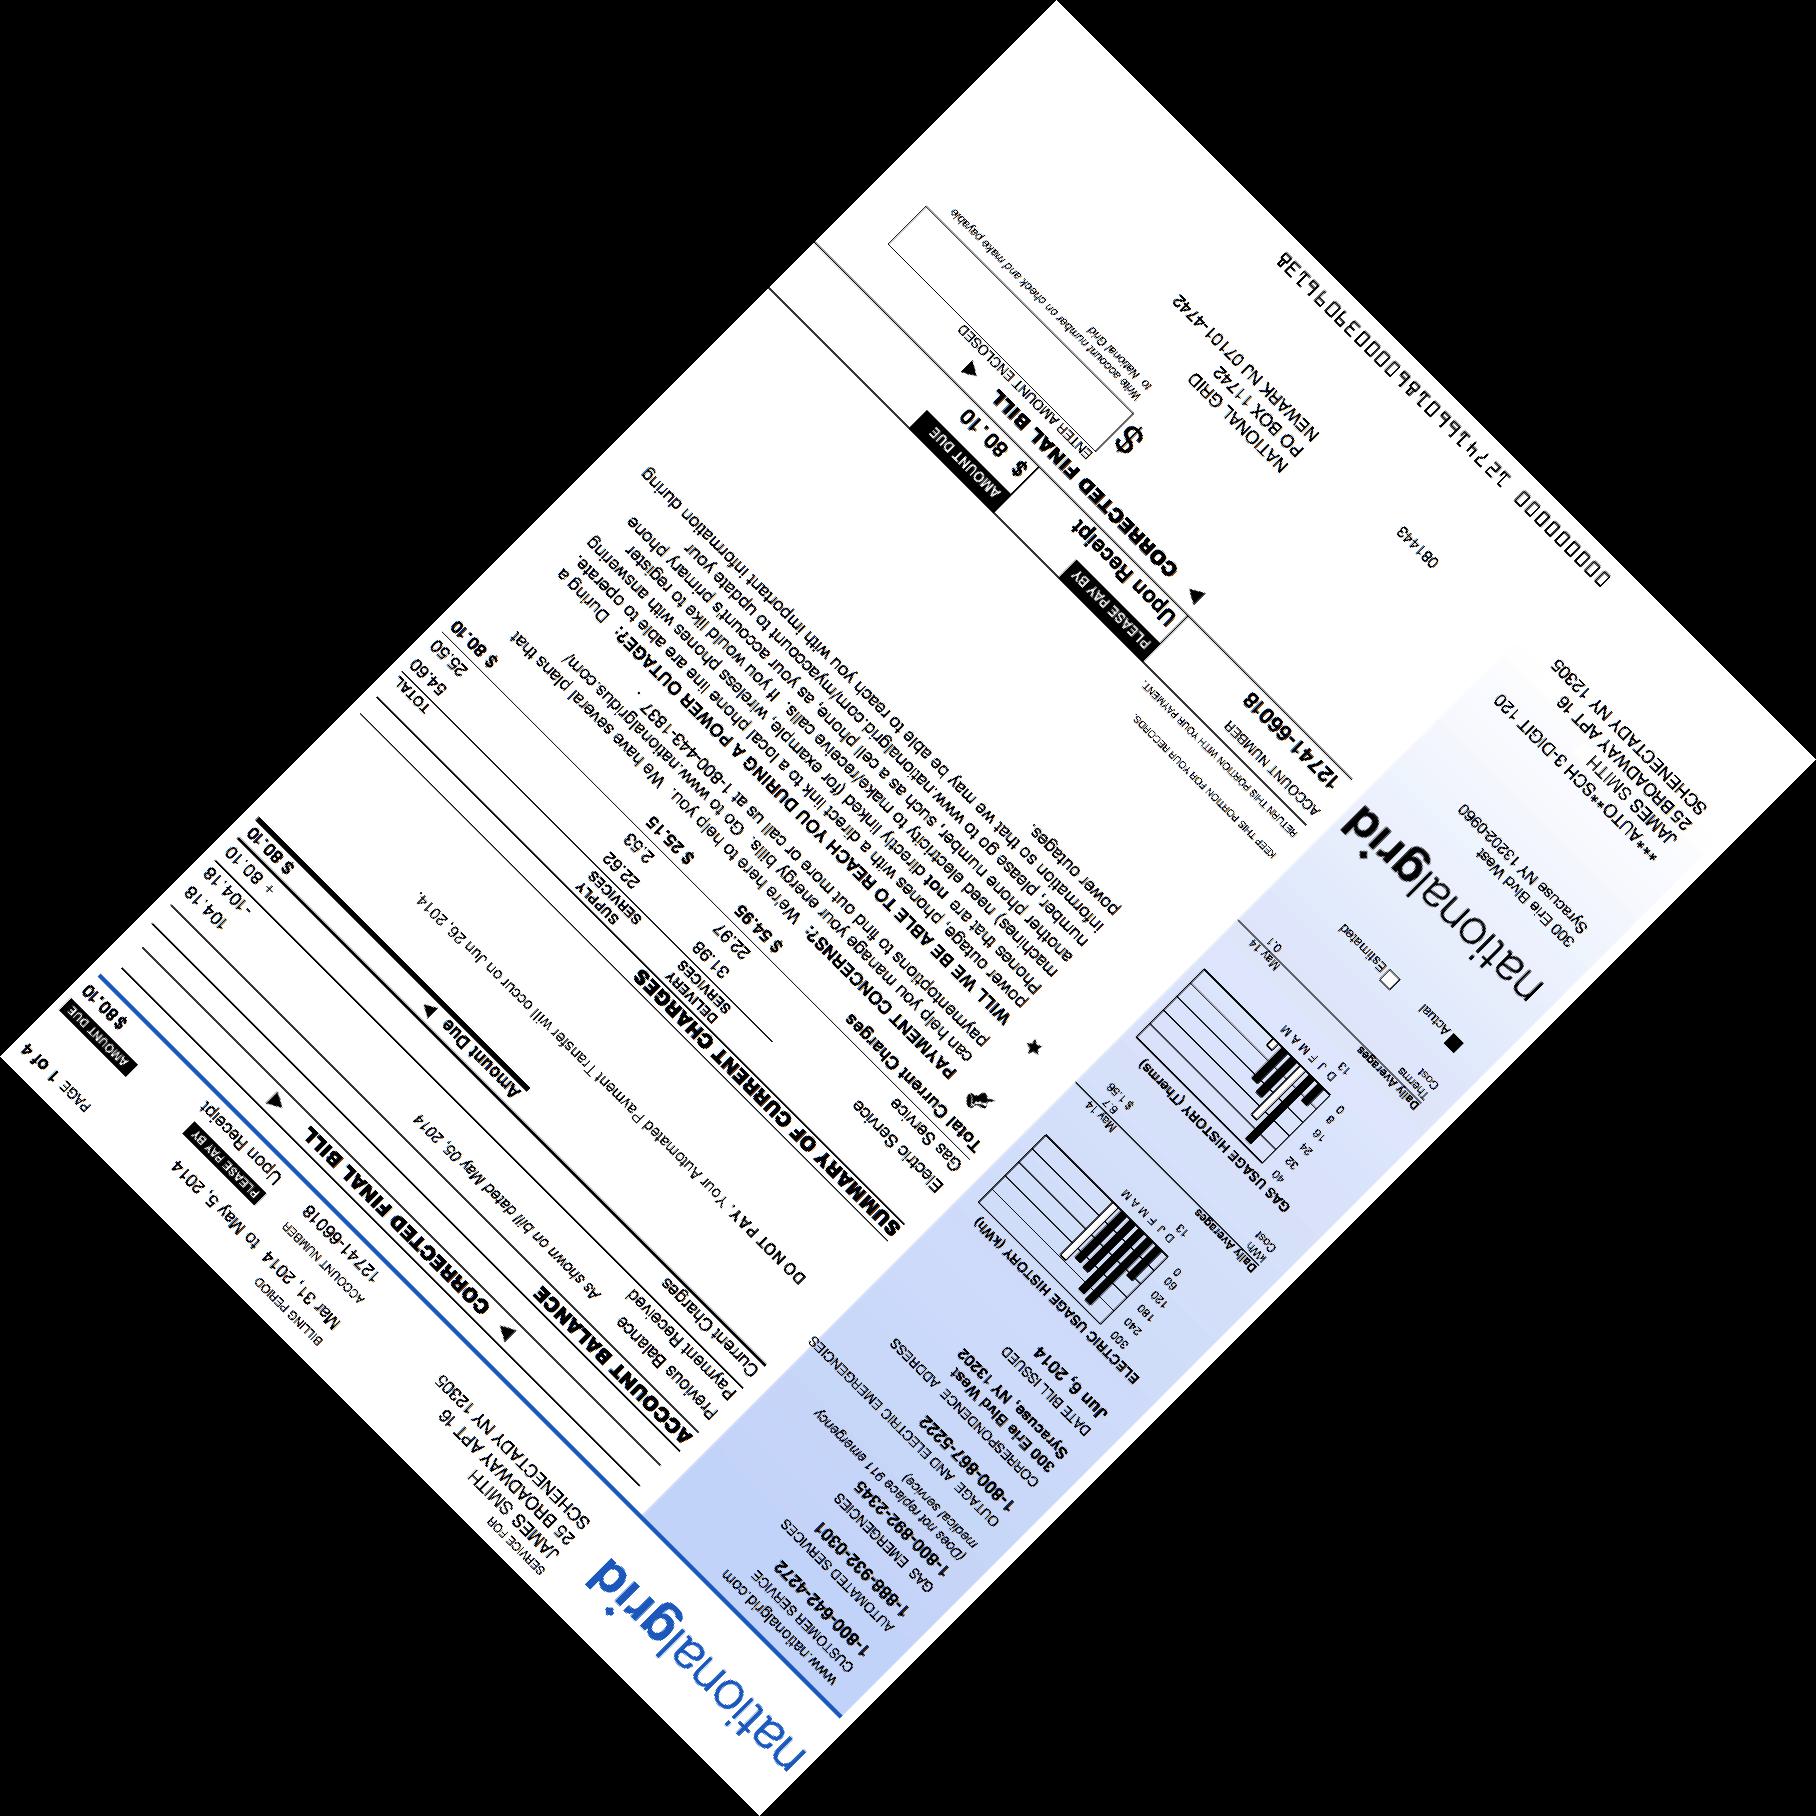 nationalgrid
SERVICE FOR
JAMES SMITH
25 BROADWAY APT 16
SCHENECTADY NY 12305
BILLING PERIOD
Mar 31, 2014 to May 5, 2014
PAGE 1 of 4
ACCOUNT NUMBER
12741-66018
PLEASE PAY BY
Upon Receipt
AMOUNT DUE
$ 80.10
www.nationalgrid.com
CUSTOMER SERVICE
1-800-642-4272
AUTOMATED SERVICES
1-888-932-0301
GAS EMERGENCIES
1-800-892-2345
(Does not replace 911 emergency
medical service)
OUTAGE AND ELECTRIC EMERGENCIES
1-800-867-5222
CORRESPONDENCE ADDRESS
300 Erie Blvd West
Syracuse, NY 13202
DATE BILL ISSUED
Jun 6, 2014
ELECTRIC USAGE HISTORY (kWh)
300
240
180
120
60
0
D J F M A M
13
Daily Averages
May 14
kWh
8.7
Cost
$ 1.56
GAS USAGE HISTORY (Therms)
40
32
24
16
8
0
D J F M A M
13
Daily Averages
May 14
Therms
0.1
Cost
Actual
Estimated
CORRECTED FINAL BILL
ACCOUNT BALANCE
Previous Balance
104.18
Payment Received
As shown on bill dated May 05, 2014
-104.18
Current Charges
+ 80.10
Amount Due
$ 80.10
DO NOT PAY. Your Automated Payment Transfer will occur on Jun 26, 2014.
SUMMARY OF CURRENT CHARGES
DELIVERY
SERVICES
SUPPLY
SERVICES
TOTAL
Electric Service
31.98
22.62
54.60
Gas Service
22.97
2.53
25.50
Total Current Charges
$ 54.95
$ 25.15
$ 80.10
PAYMENT CONCERNS?: We're here to help you. We have several plans that
can help you manage your energy bills. Go to www.nationalgridus.com/
paymentoptions to find out more or call us at 1-800-443-1837 .
WILL WE BE ABLE TO REACH YOU DURING A POWER OUTAGE?: During a
power outage, phones with a direct link to a local phone line are able to operate.
Phones that are not directly linked (for example, wireless phones with answering
machines) need electricity to make/receive calls. If you would like to register
another phone number such as a cell phone, as your account's primary phone
number, please go to www.nationalgrid.com/myaccount to update your
information so that we may be able to reach you with important information during
power outages.
KEEP THIS PORTION FOR YOUR RECORDS.
RETURN THIS PORTION WITH YOUR PAYMENT.
nationalgrid
300 Erie Blvd West
Syracuse NY 13202-0960
ACCOUNT NUMBER
12741-66018
PLEASE PAY BY
Upon Receipt
AMOUNT DUE
$ 80.10
CORRECTED FINAL BILL
ENTER AMOUNT ENCLOSED
$
Write account number on check and make payable
to National Grid
***AUTO**SCH 3-DIGIT 120
JAMES SMITH
25 BROADWAY APT 16
SCHENECTADY NY 12305
081443
NATIONAL GRID
PO BOX 11742
NEWARK NJ 07101-4742